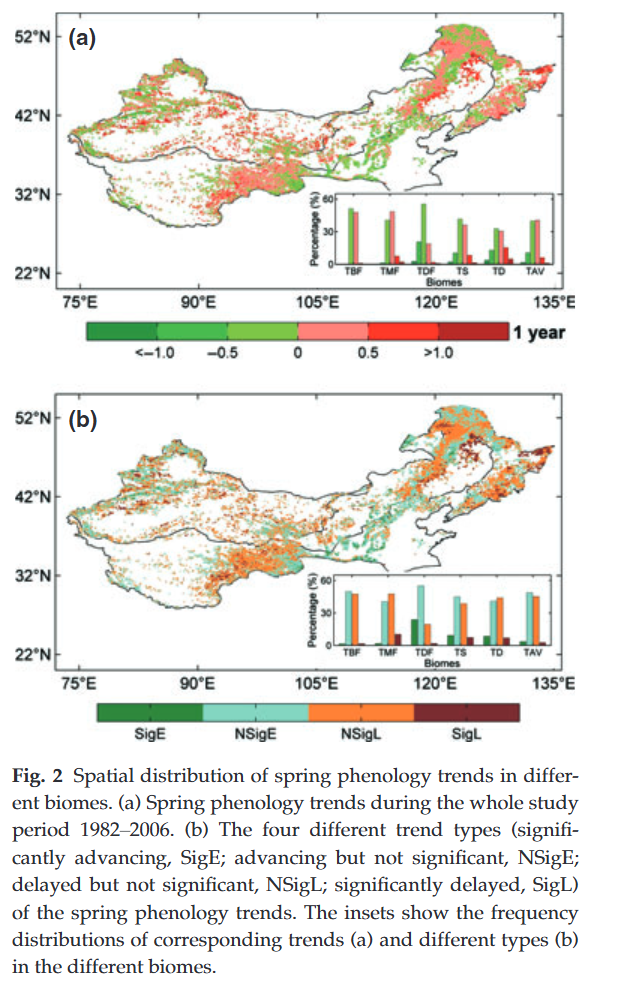 (a)
52°N
42°N
32°N
22°N
Percentage (%)
60
30
0
TBF TMF TDF TS TD TAV
Biomes
75°E 90°E 105°E 120°E 135°E
1 year
<−1.0 −0.5 0 0.5 >1.0
(b)
52°N
42°N
32°N
22°N
Percentage (%)
60
30
0
TBF TMF TDF TS TD TAV
Biomes
75°E 90°E 105°E 120°E 135°E
SigE NSigE NSigL SigL
Fig. 2 Spatial distribution of spring phenology trends in differ-
ent biomes. (a) Spring phenology trends during the whole study
period 1982–2006. (b) The four different trend types (signifi-
cantly advancing, SigE; advancing but not significant, NSigE;
delayed but not significant, NSigL; significantly delayed, SigL)
of the spring phenology trends. The insets show the frequency
distributions of corresponding trends (a) and different types (b)
in the different biomes.